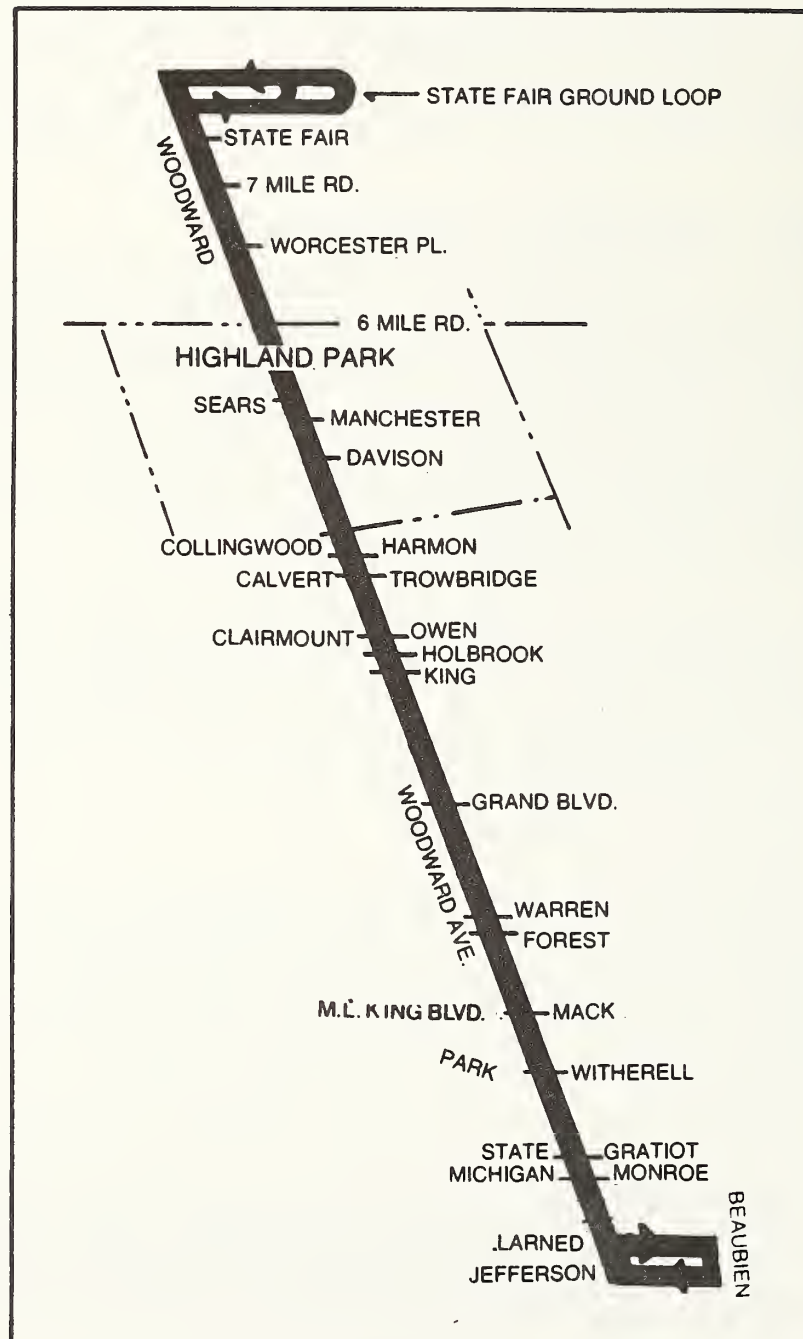 STATE FAIR GROUND LOOP
STATE FAIR
WOODWARD
7 MILE RD.
WORCESTER PL.
6 MILE RD.
HIGHLAND PARK
SEARS
MANCHESTER
DAVISON
COLLINGWOOD
HARMON
CALVERT
TROWBRIDGE
CLAIRMOUNT
OWEN
HOLBROOK
KING
GRAND BLVD.
WOODWARD AVE.
WARREN
FOREST
M.L. KING BLVD.
MACK
PARK
WITHERELL
STATE
GRATIOT
MICHIGAN
MONROE
BEAUBIEN
LARNED
JEFFERSON